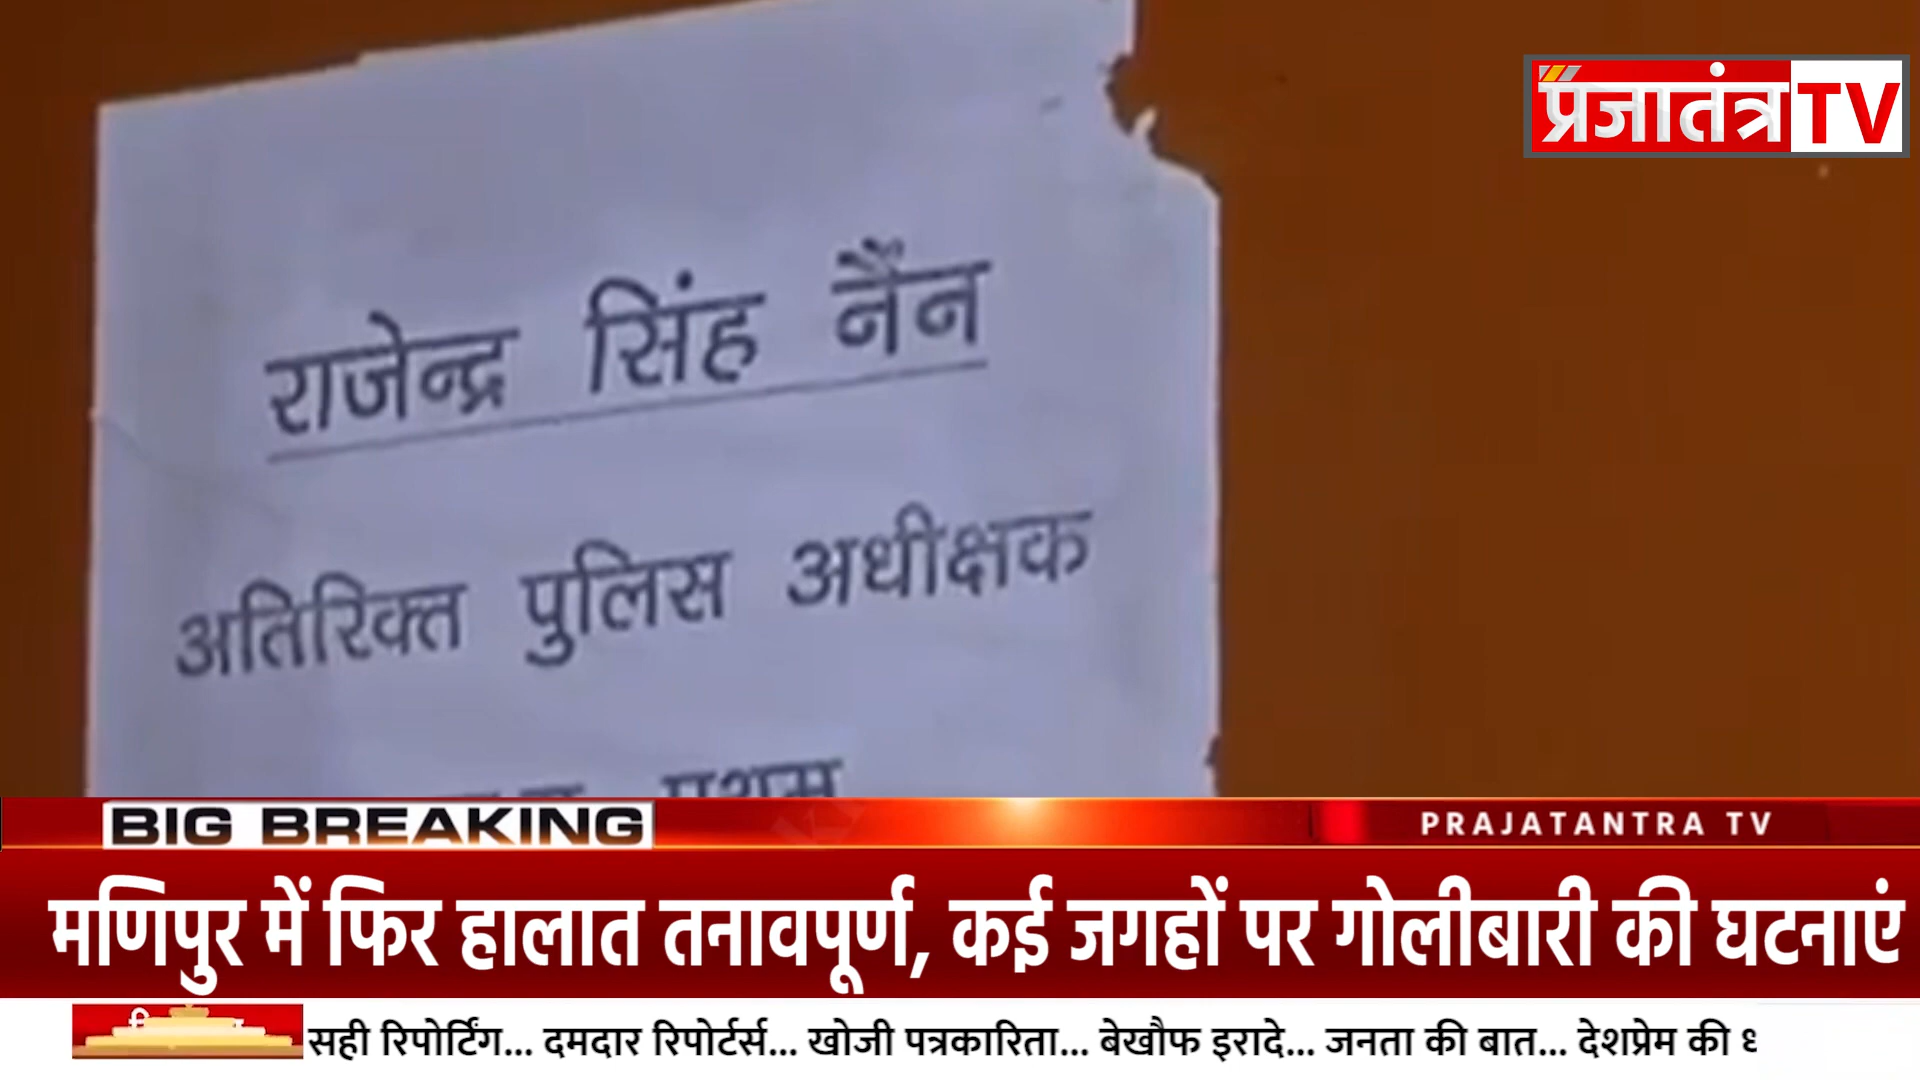 प्रजातंत्र TV
राजेन्द्र सिंह नैंन
अतिरिक्त पुलिस अधीक्षक
BIG BREAKING
PRAJATANTRA TV
मणिपुर में फिर हालात तनावपूर्ण, कई जगहों पर गोलीबारी की घटनाएं
सही रिपोर्टिंग... दमदार रिपोर्टर्स... खोजी पत्रकारिता... बेखौफ इरादे... जनता की बात... देशप्रेम की